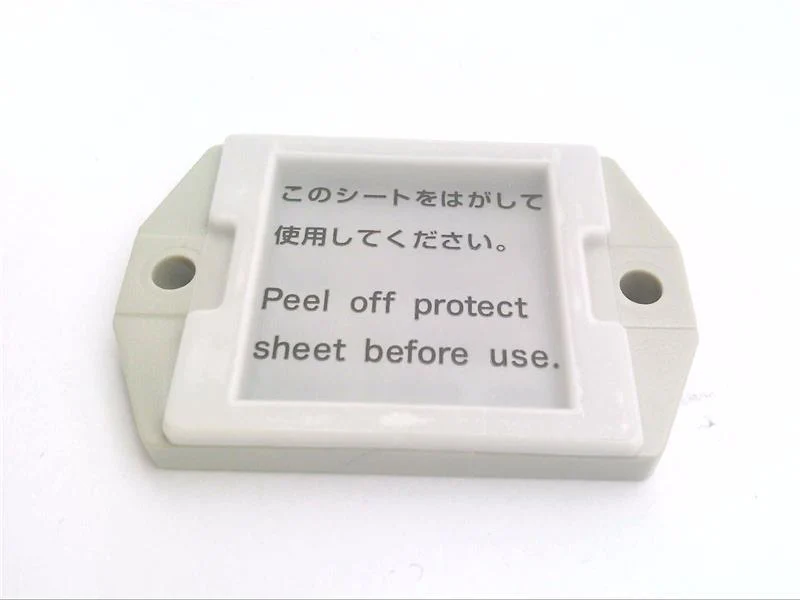 このシートをはがして
使用してください。
Peel off protect
sheet before use.